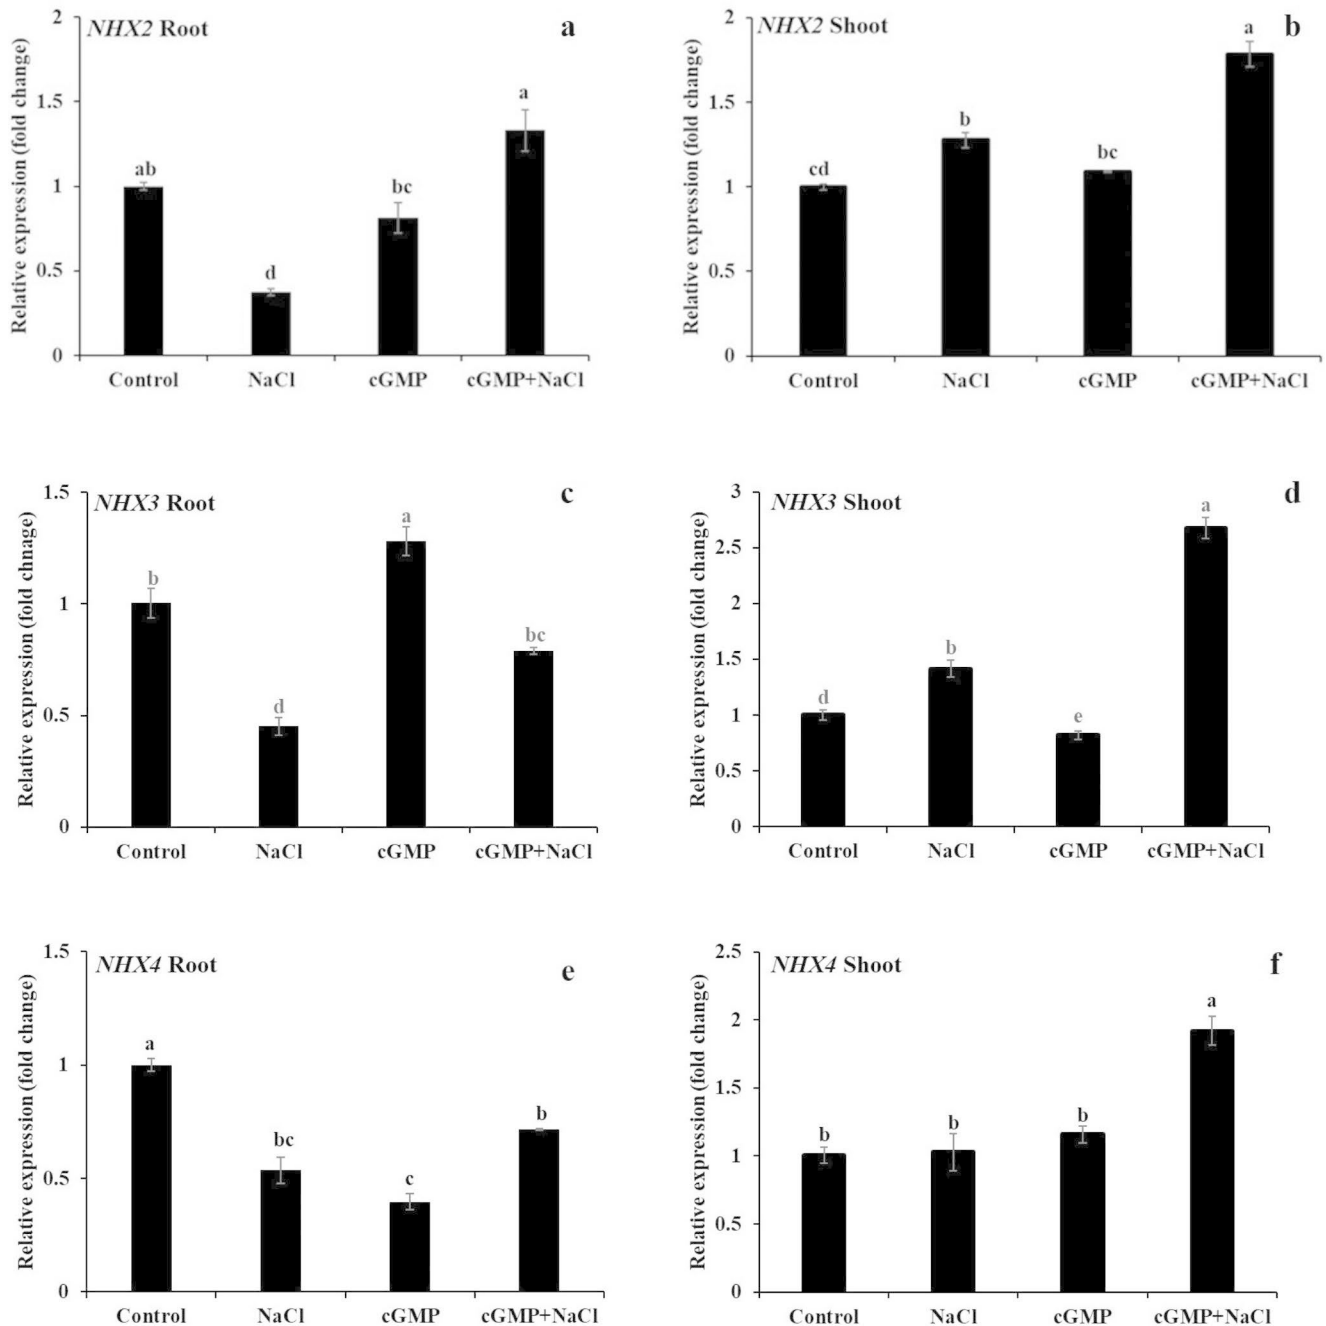 NHX2 Root
a
Relative expression (fold change)
2
1.5
1
0.5
0
ab
d
bc
a
Control
NaCl
cGMP
cGMP+NaCl
NHX2 Shoot
b
Relative expression (fold change)
2
1.5
1
0.5
0
cd
b
bc
a
Control
NaCl
cGMP
cGMP+NaCl
NHX3 Root
c
Relative expression (fold chnage)
1.5
1
0.5
0
b
d
a
bc
Control
NaCl
cGMP
cGMP+NaCl
NHX3 Shoot
d
Relative expression (fold change)
3
2.5
2
1.5
1
0.5
0
d
b
e
a
Control
NaCl
cGMP
cGMP+NaCl
NHX4 Root
e
Relative expression (fold change)
1.5
1
0.5
0
a
bc
c
b
Control
NaCl
cGMP
cGMP+NaCl
NHX4 Shoot
f
Relative expression (fold change)
2.5
2
1.5
1
0.5
0
b
b
b
a
Control
NaCl
cGMP
cGMP+NaCl